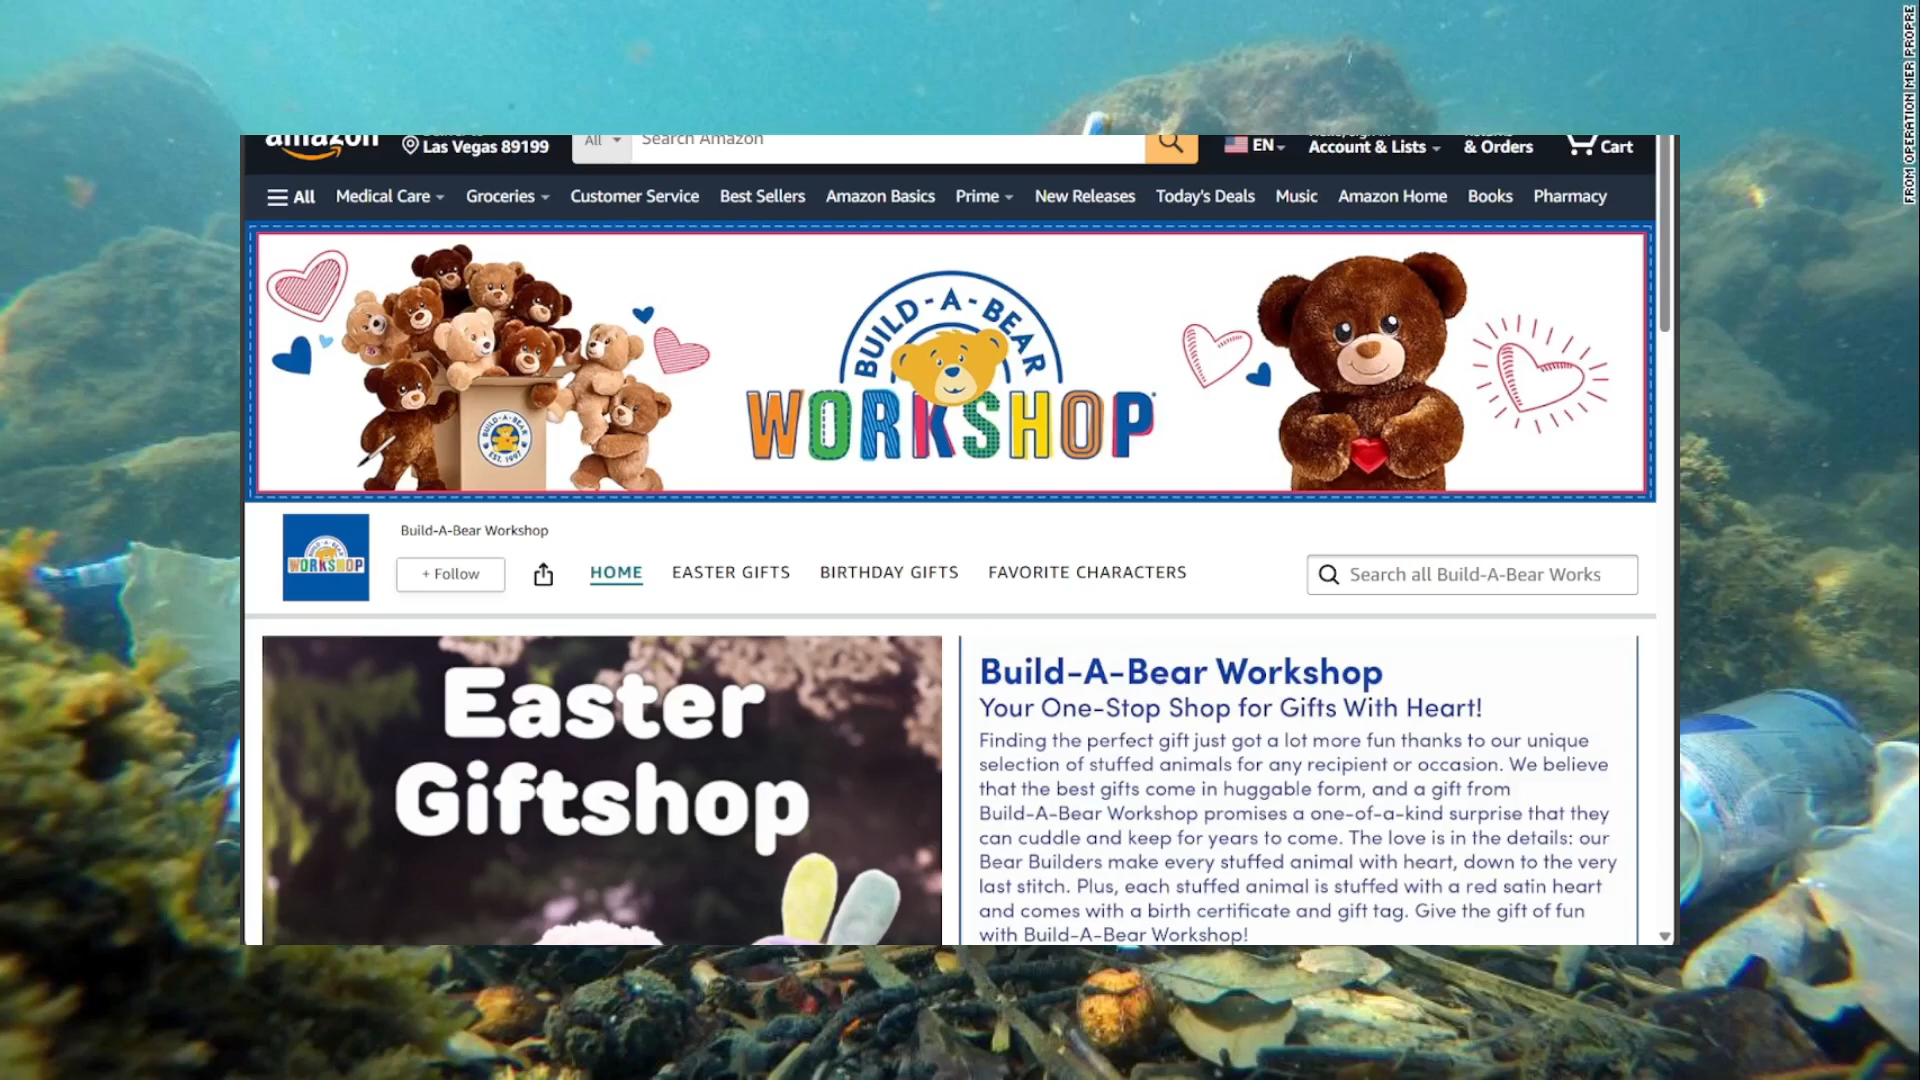 FROM OPERATION MER PROPRE
amazon
Las Vegas 89199
All
Search Amazon
EN
Account & Lists
& Orders
Cart
All
Medical Care
Groceries
Customer Service
Best Sellers
Amazon Basics
Prime
New Releases
Today's Deals
Music
Amazon Home
Books
Pharmacy
BUILD-A-BEAR
WORKSHOP
BUILD-A-BEAR
EST. 1997
WORKSHOP
Build-A-Bear Workshop
+ Follow
HOME
EASTER GIFTS
BIRTHDAY GIFTS
FAVORITE CHARACTERS
Search all Build-A-Bear Works
Easter
Giftshop
Build-A-Bear Workshop
Your One-Stop Shop for Gifts With Heart!
Finding the perfect gift just got a lot more fun thanks to our unique
selection of stuffed animals for any recipient or occasion. We believe
that the best gifts come in huggable form, and a gift from
Build-A-Bear Workshop promises a one-of-a-kind surprise that they
can cuddle and keep for years to come. The love is in the details: our
Bear Builders make every stuffed animal with heart, down to the very
last stitch. Plus, each stuffed animal is stuffed with a red satin heart
and comes with a birth certificate and gift tag. Give the gift of fun
with Build-A-Bear Workshop!